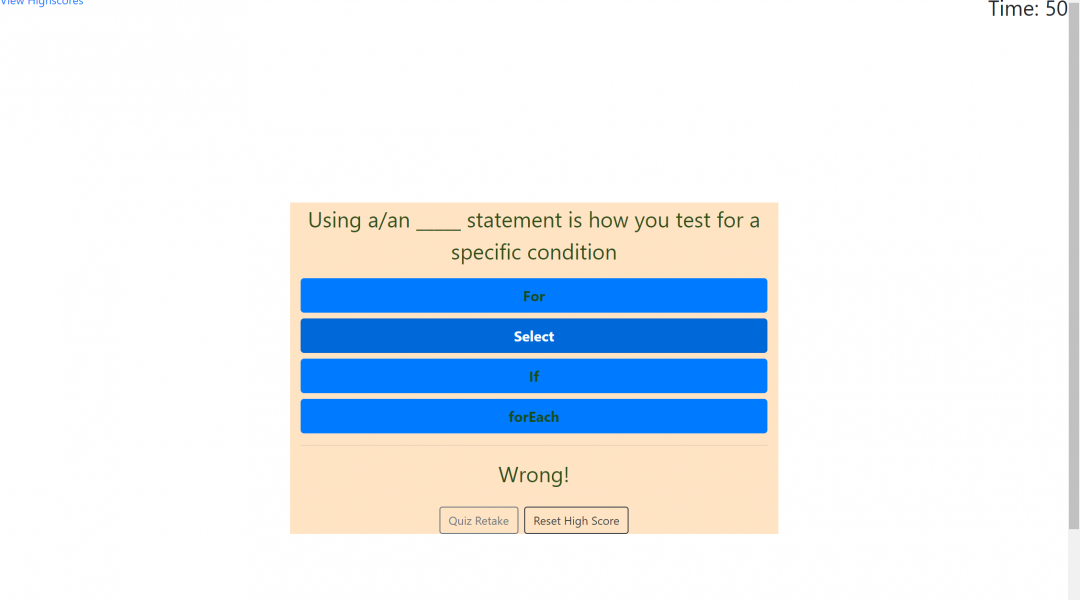 View Highscores
Time: 50
Using a/an _____ statement is how you test for a
specific condition
For
Select
If
forEach
Wrong!
Quiz Retake
Reset High Score